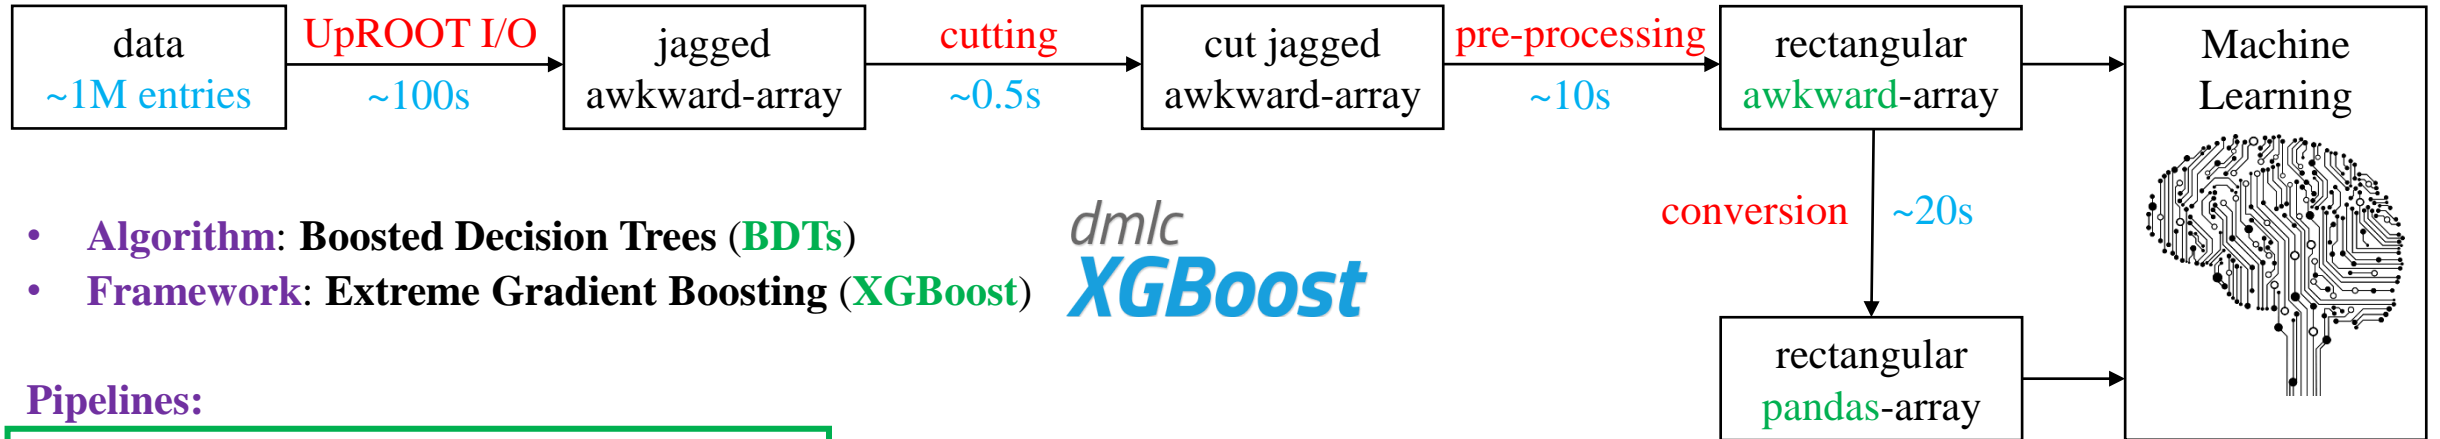 data
~1M entries
UpROOT I/O
~100s
jagged
awkward-array
cutting
~0.5s
cut jagged
awkward-array
pre-processing
~10s
rectangular
awkward-array
Machine
Learning
conversion
~20s
• Algorithm: Boosted Decision Trees (BDTs)
• Framework: Extreme Gradient Boosting (XGBoost)
dmlc
XGBoost
rectangular
pandas-array
Pipelines: